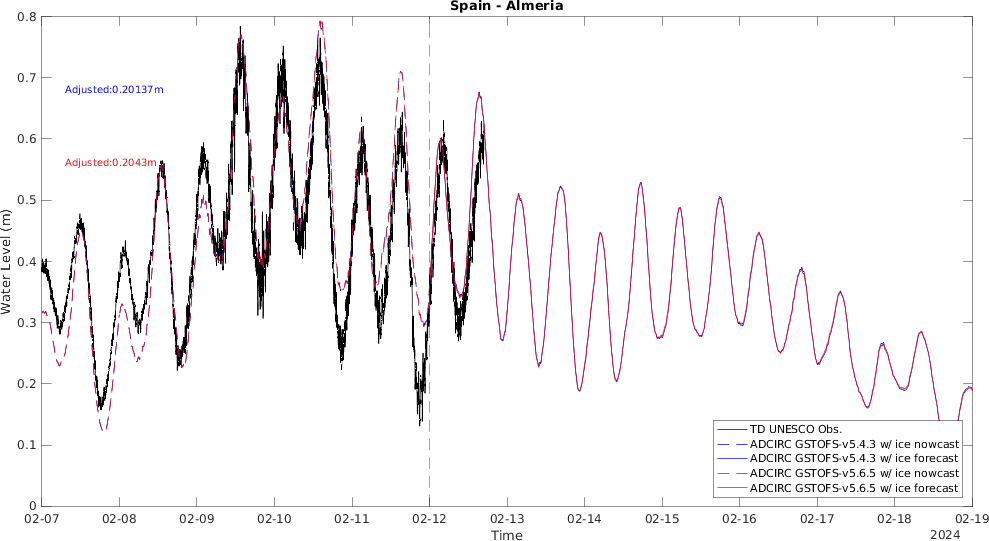 Spain - Almeria
0.8
0.7
0.6
0.5
0.4
0.3
0.2
0.1
0
Water Level (m)
Adjusted:0.20137m
Adjusted:0.2043m
TD UNESCO Obs.
ADCIRC GSTOFS-v5.4.3 w/ ice nowcast
ADCIRC GSTOFS-v5.4.3 w/ ice forecast
ADCIRC GSTOFS-v5.6.5 w/ ice nowcast
ADCIRC GSTOFS-v5.6.5 w/ ice forecast
02-07 02-08 02-09 02-10 02-11 02-12 02-13 02-14 02-15 02-16 02-17 02-18 02-19
Time
2024